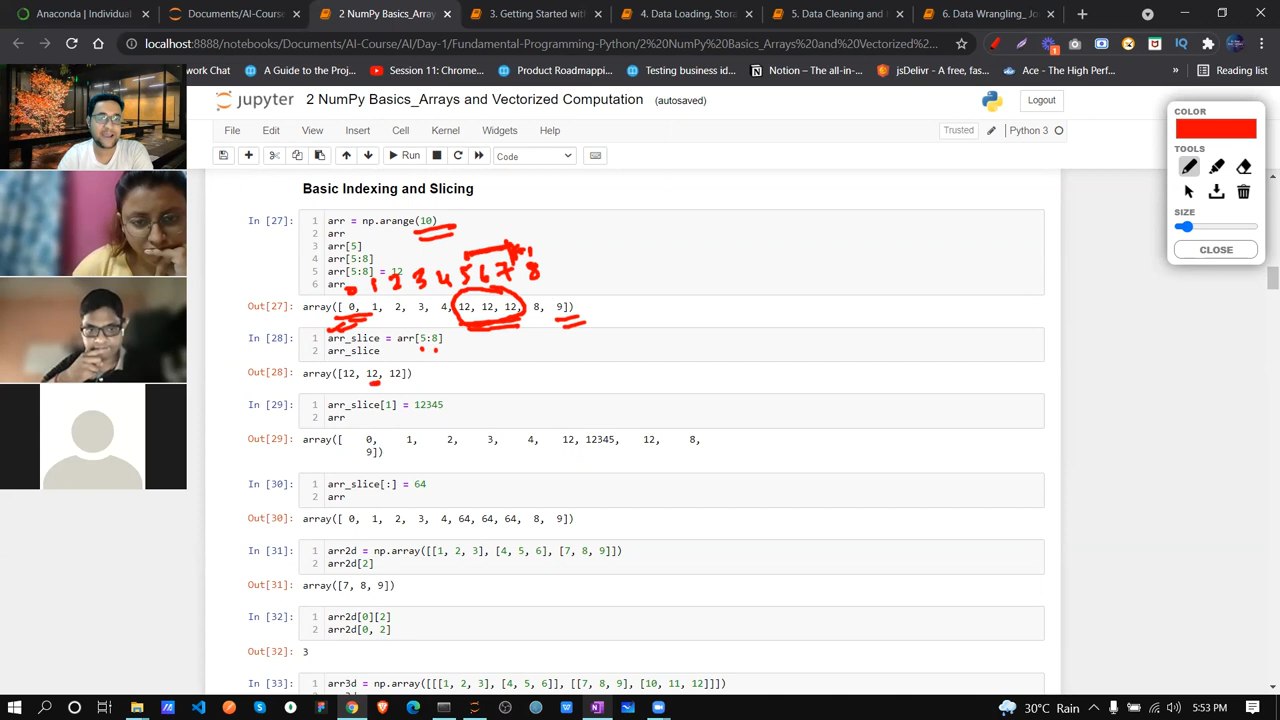 Anaconda | Individual
Documents/AI-Course
2 NumPy Basics_Array
3. Getting Started with
4. Data Loading, Stora
5. Data Cleaning and
6. Data Wrangling_ Jo
localhost:8888/notebooks/Documents/AI-Course/AI/Day-1/Fundamental-Programming-Python/2%20NumPy%20Basics_Arrays%20and%20Vectorized%20C...
work Chat
A Guide to the Proj...
Session 11: Chrome...
Product Roadmappi...
Testing business id...
Notion – The all-in-...
jsDelivr - A free, fas...
Ace - The High Perf...
Reading list
jupyter 2 NumPy Basics_Arrays and Vectorized Computation (autosaved)
Logout
File Edit View Insert Cell Kernel Widgets Help
Trusted
Python 3
Run
Code
COLOR
TOOLS
SIZE
CLOSE
Basic Indexing and Slicing
In [27]:
1 arr = np.arange(10)
2 arr
3 arr[5]
4 arr[5:8]
5 arr[5:8] = 12
6 arr
0 1 2 3 4 5 6 7 8
Out[27]: array([ 0, 1, 2, 3, 4, 12, 12, 12, 8, 9])
In [28]:
1 arr_slice = arr[5:8]
2 arr_slice
Out[28]: array([12, 12, 12])
In [29]:
1 arr_slice[1] = 12345
2 arr
Out[29]: array([ 0, 1, 2, 3, 4, 12, 12345, 12, 8,
9])
In [30]:
1 arr_slice[:] = 64
2 arr
Out[30]: array([ 0, 1, 2, 3, 4, 64, 64, 64, 8, 9])
In [31]:
1 arr2d = np.array([[1, 2, 3], [4, 5, 6], [7, 8, 9]])
2 arr2d[2]
Out[31]: array([7, 8, 9])
In [32]:
1 arr2d[0][2]
2 arr2d[0, 2]
Out[32]: 3
In [33]:
1 arr3d = np.array([[[1, 2, 3], [4, 5, 6]], [[7, 8, 9], [10, 11, 12]]])
30°C Rain
5:53 PM